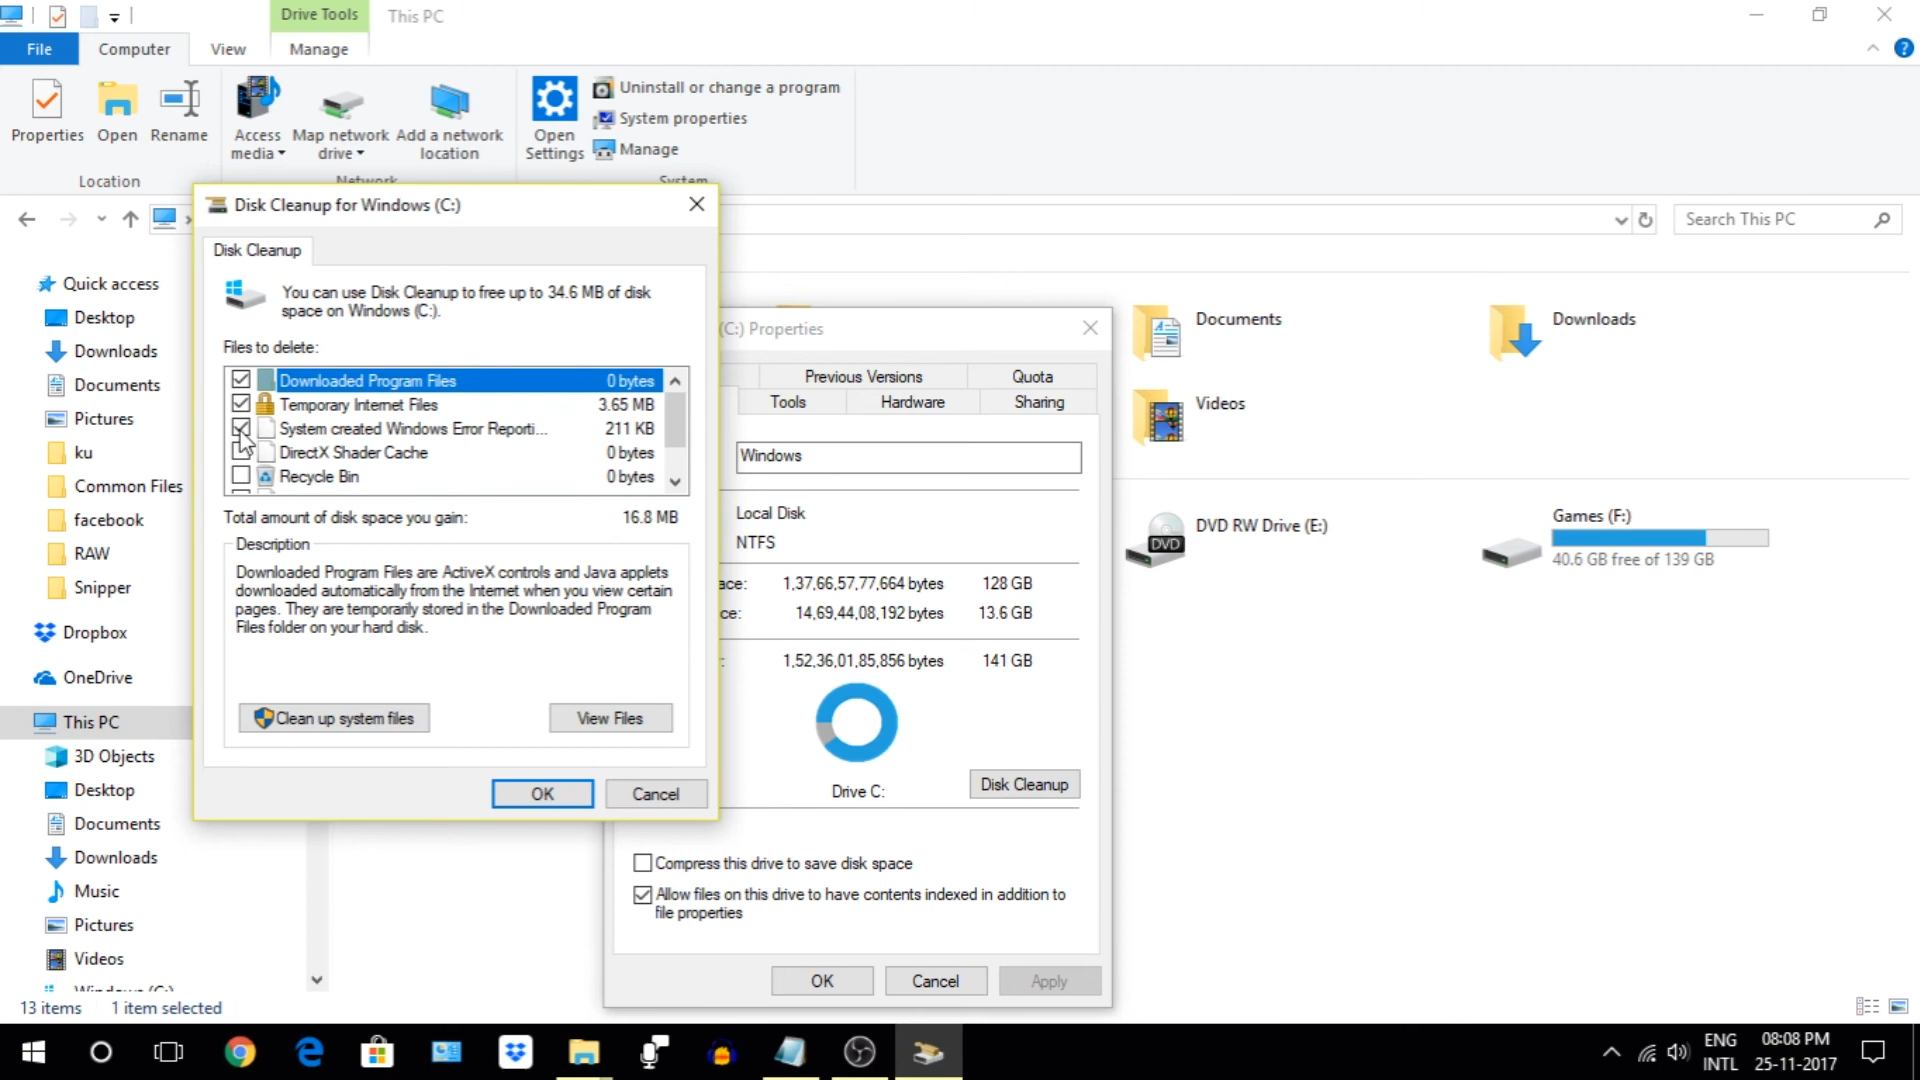 Drive Tools
This PC
File
Computer
View
Manage
Properties
Open
Rename
Access
media
Map network
drive
Add a network
location
Open
Settings
Uninstall or change a program
System properties
Manage
Location
Network
System
Search This PC
Quick access
Desktop
Downloads
Documents
Pictures
ku
Common Files
facebook
RAW
Snipper
Dropbox
OneDrive
This PC
3D Objects
Desktop
Documents
Downloads
Music
Pictures
Videos
Windows (C:)
13 items
1 item selected
Disk Cleanup for Windows (C:)
Disk Cleanup
You can use Disk Cleanup to free up to 34.6 MB of disk
space on Windows (C:).
Files to delete:
Downloaded Program Files 0 bytes
Temporary Internet Files 3.65 MB
System created Windows Error Reporti... 211 KB
DirectX Shader Cache 0 bytes
Recycle Bin 0 bytes
Total amount of disk space you gain: 16.8 MB
Description
Downloaded Program Files are ActiveX controls and Java applets
downloaded automatically from the Internet when you view certain
pages. They are temporarily stored in the Downloaded Program
Files folder on your hard disk.
Clean up system files
View Files
OK
Cancel
(C:) Properties
Previous Versions
Quota
Tools
Hardware
Sharing
Windows
Local Disk
NTFS
ace: 1,37,66,57,77,664 bytes 128 GB
ce: 14,69,44,08,192 bytes 13.6 GB
: 1,52,36,01,85,856 bytes 141 GB
Drive C:
Disk Cleanup
Compress this drive to save disk space
Allow files on this drive to have contents indexed in addition to
file properties
OK
Cancel
Apply
Documents
Downloads
Videos
DVD
DVD RW Drive (E:)
Games (F:)
40.6 GB free of 139 GB
ENG
INTL
08:08 PM
25-11-2017